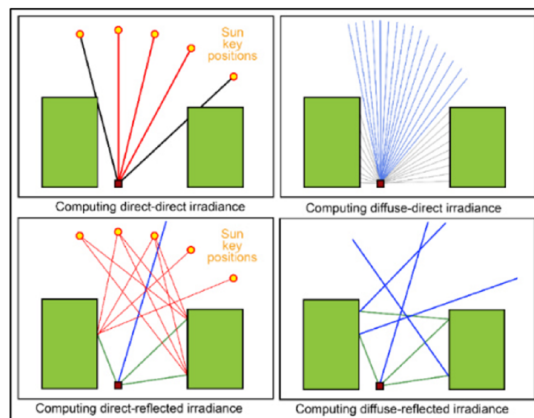 Sun
key
positions
Computing direct-direct irradiance
Computing diffuse-direct irradiance
Sun
key
positions
Computing direct-reflected irradiance
Computing diffuse-reflected irradiance